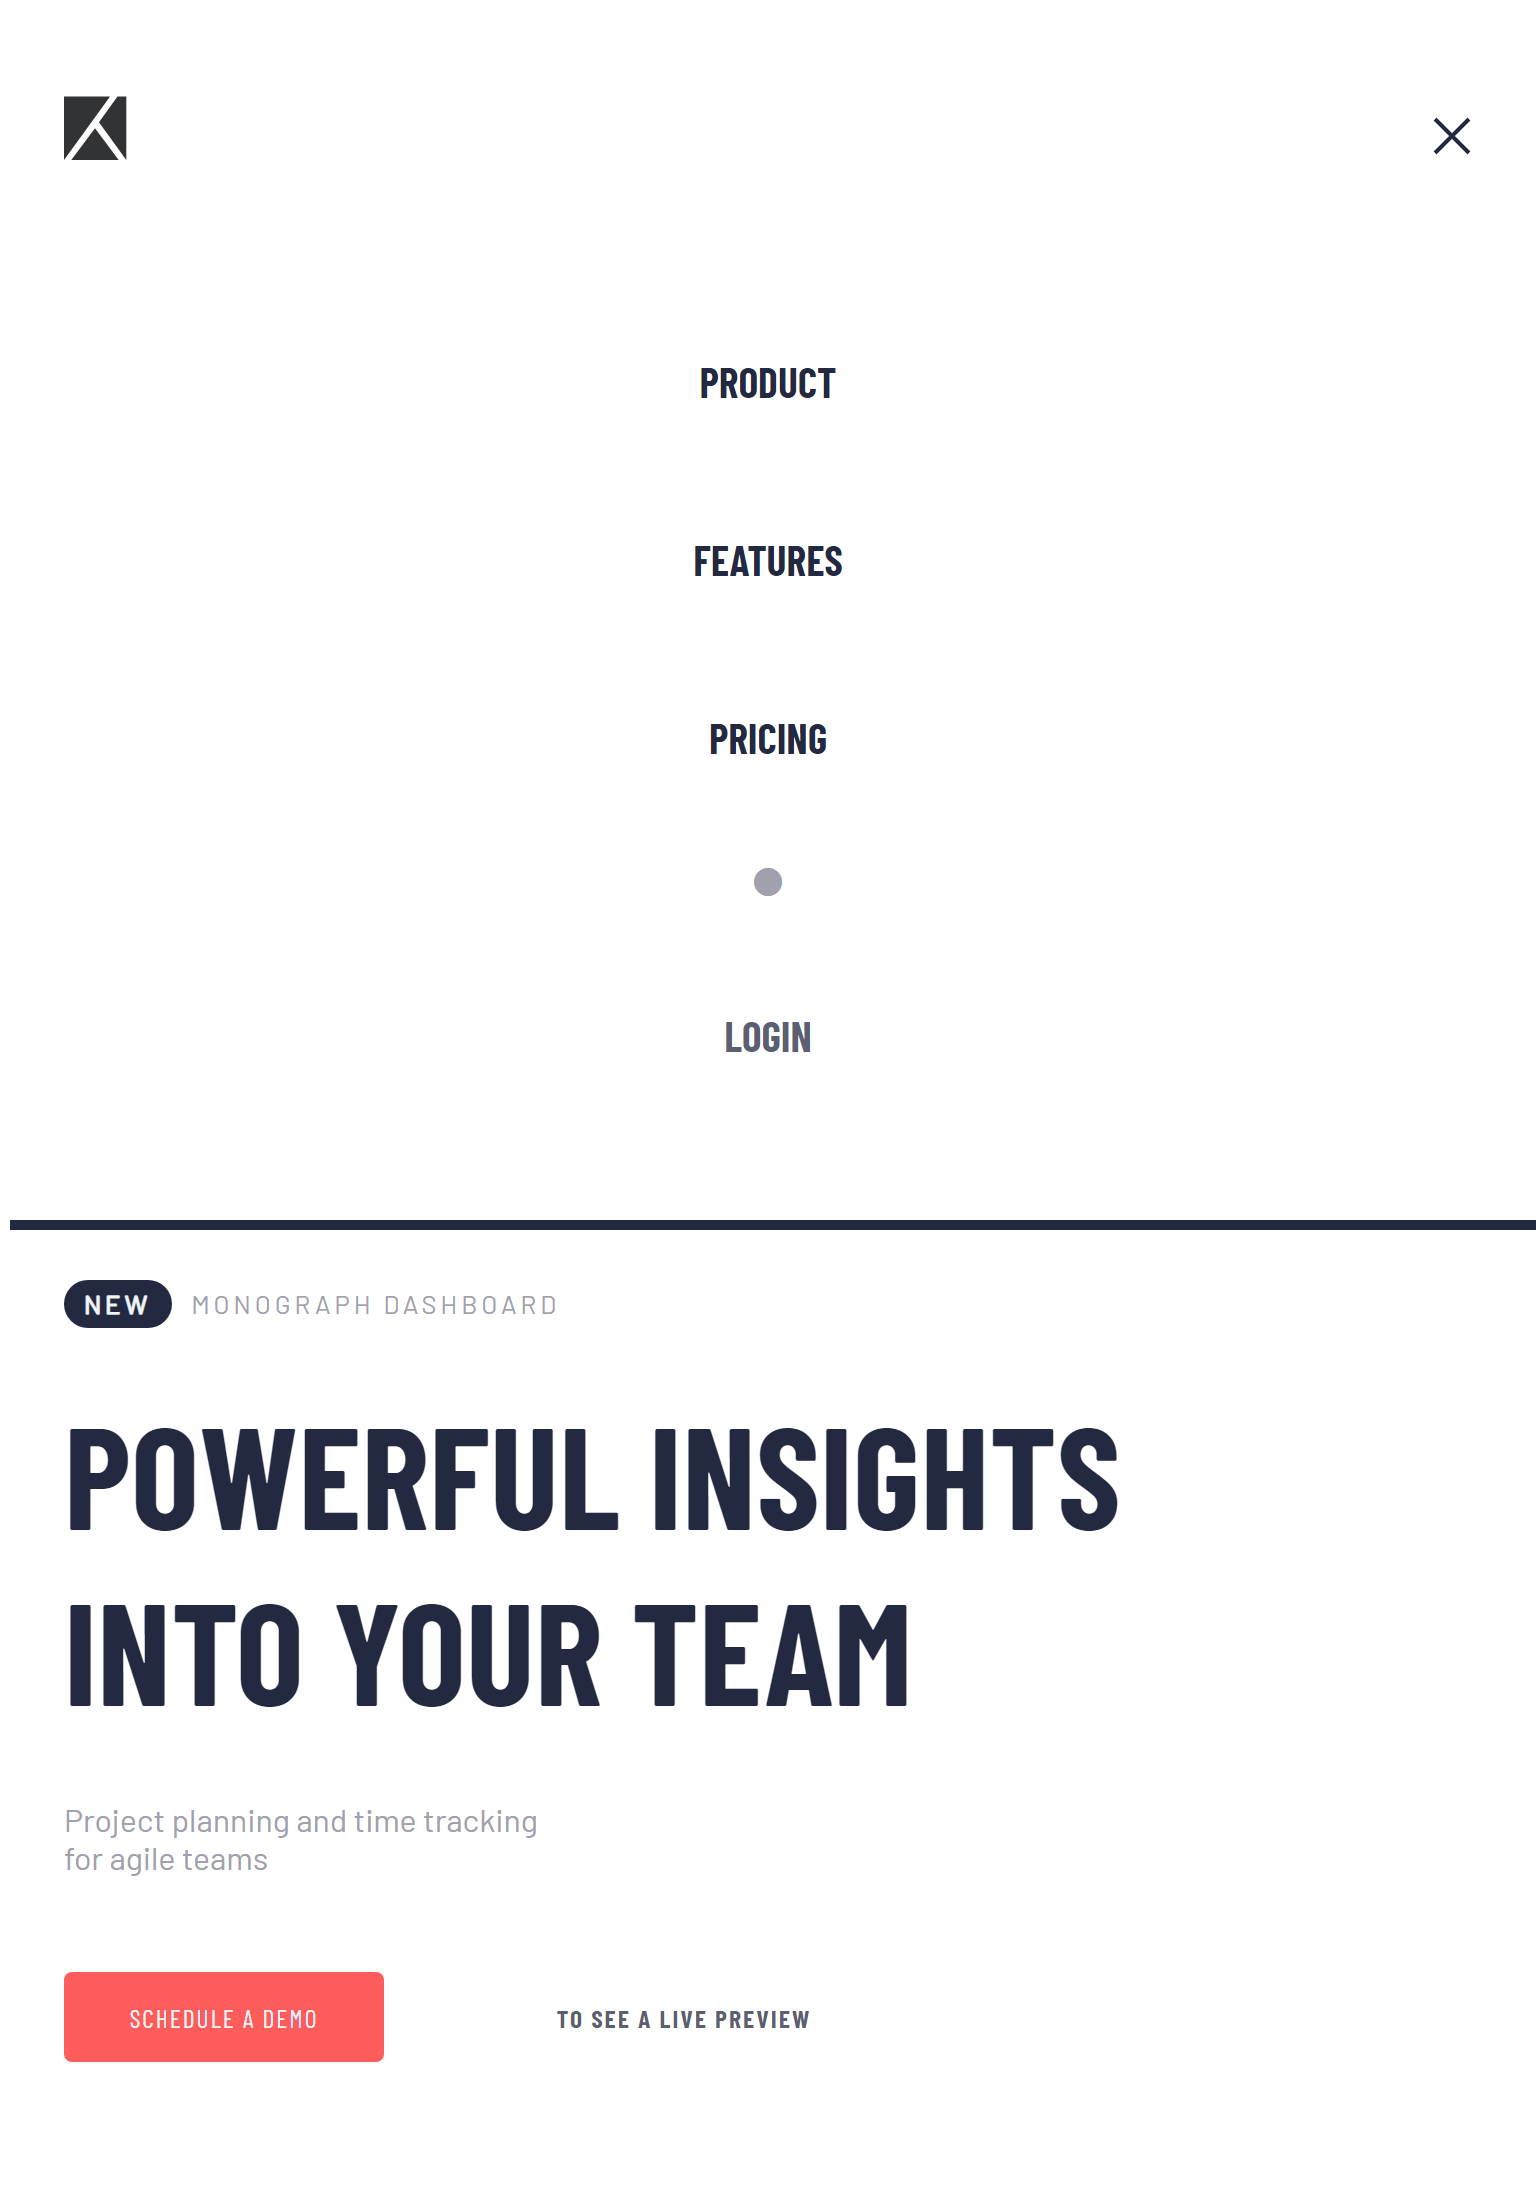 PRODUCT
FEATURES
PRICING
LOGIN
NEW MONOGRAPH DASHBOARD
POWERFUL INSIGHTS
INTO YOUR TEAM
Project planning and time tracking
for agile teams
SCHEDULE A DEMO
TO SEE A LIVE PREVIEW